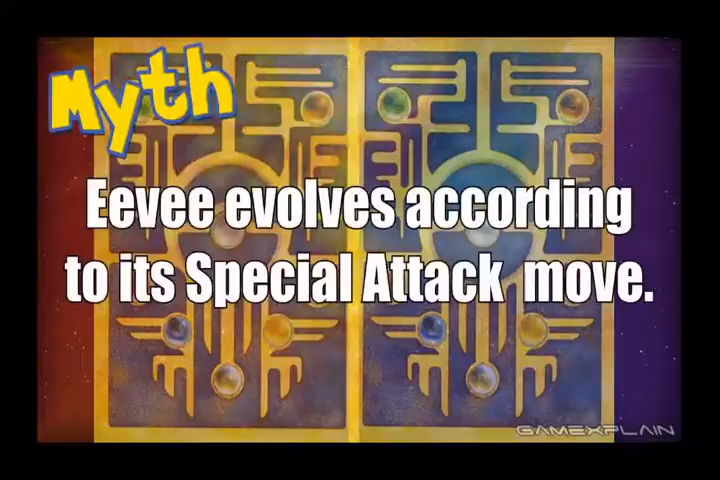 Myth
Eevee evolves according
to its Special Attack move.
GAMEXPLAIN